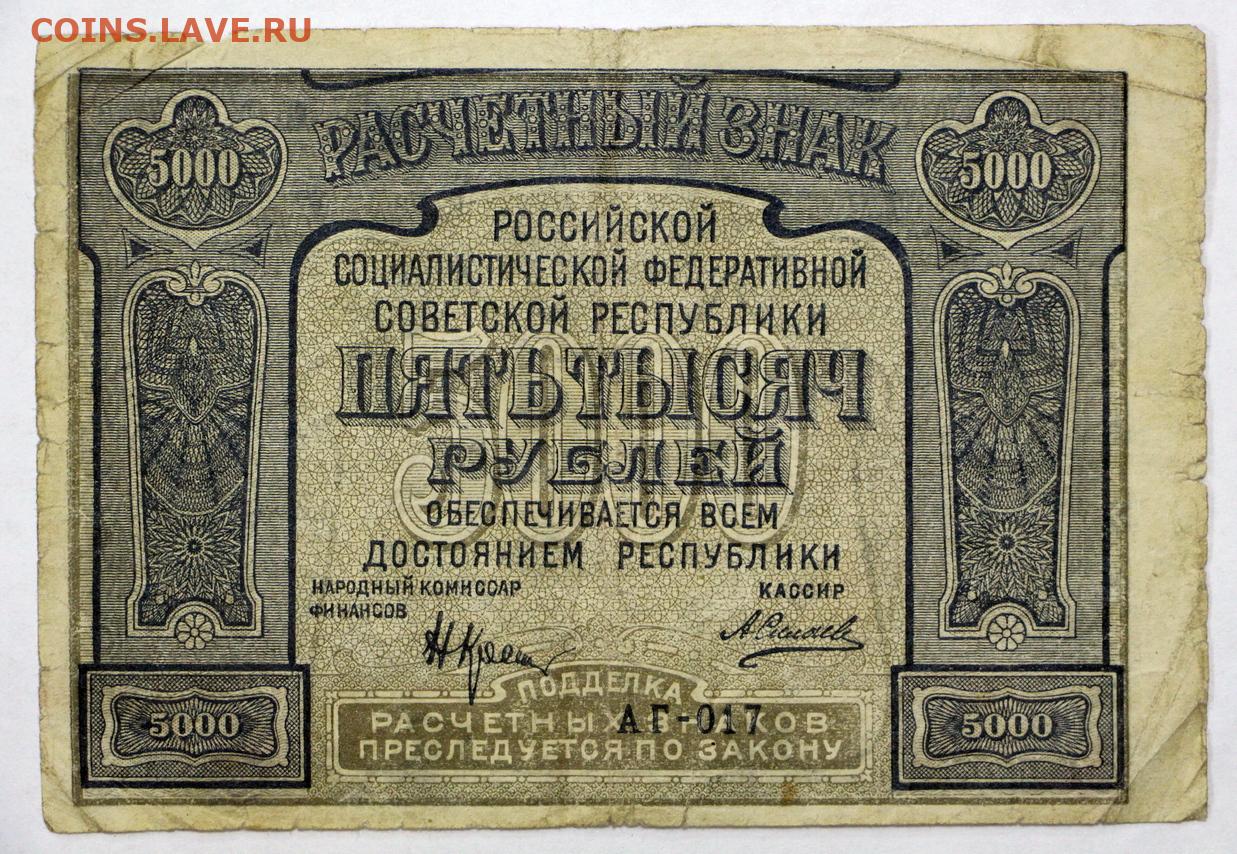 COINS.LAVE.RU
РАСЧЕТНЫЙ ЗНАК
5000 5000
РОССИЙСКОЙ
СОЦИАЛИСТИЧЕСКОЙ ФЕДЕРАТИВНОЙ
СОВЕТСКОЙ РЕСПУБЛИКИ
5000
ПЯТЬ ТЫСЯЧ
РУБЛЕЙ
ОБЕСПЕЧИВАЕТСЯ ВСЕМ
ДОСТОЯНИЕМ РЕСПУБЛИКИ
НАРОДНЫЙ КОМИССАР КАССИР
ФИНАНСОВ
ПОДДЕЛКА
АГ-017
5000 РАСЧЕТНЫХ ЗНАКОВ 5000
ПРЕСЛЕДУЕТСЯ ПО ЗАКОНУ